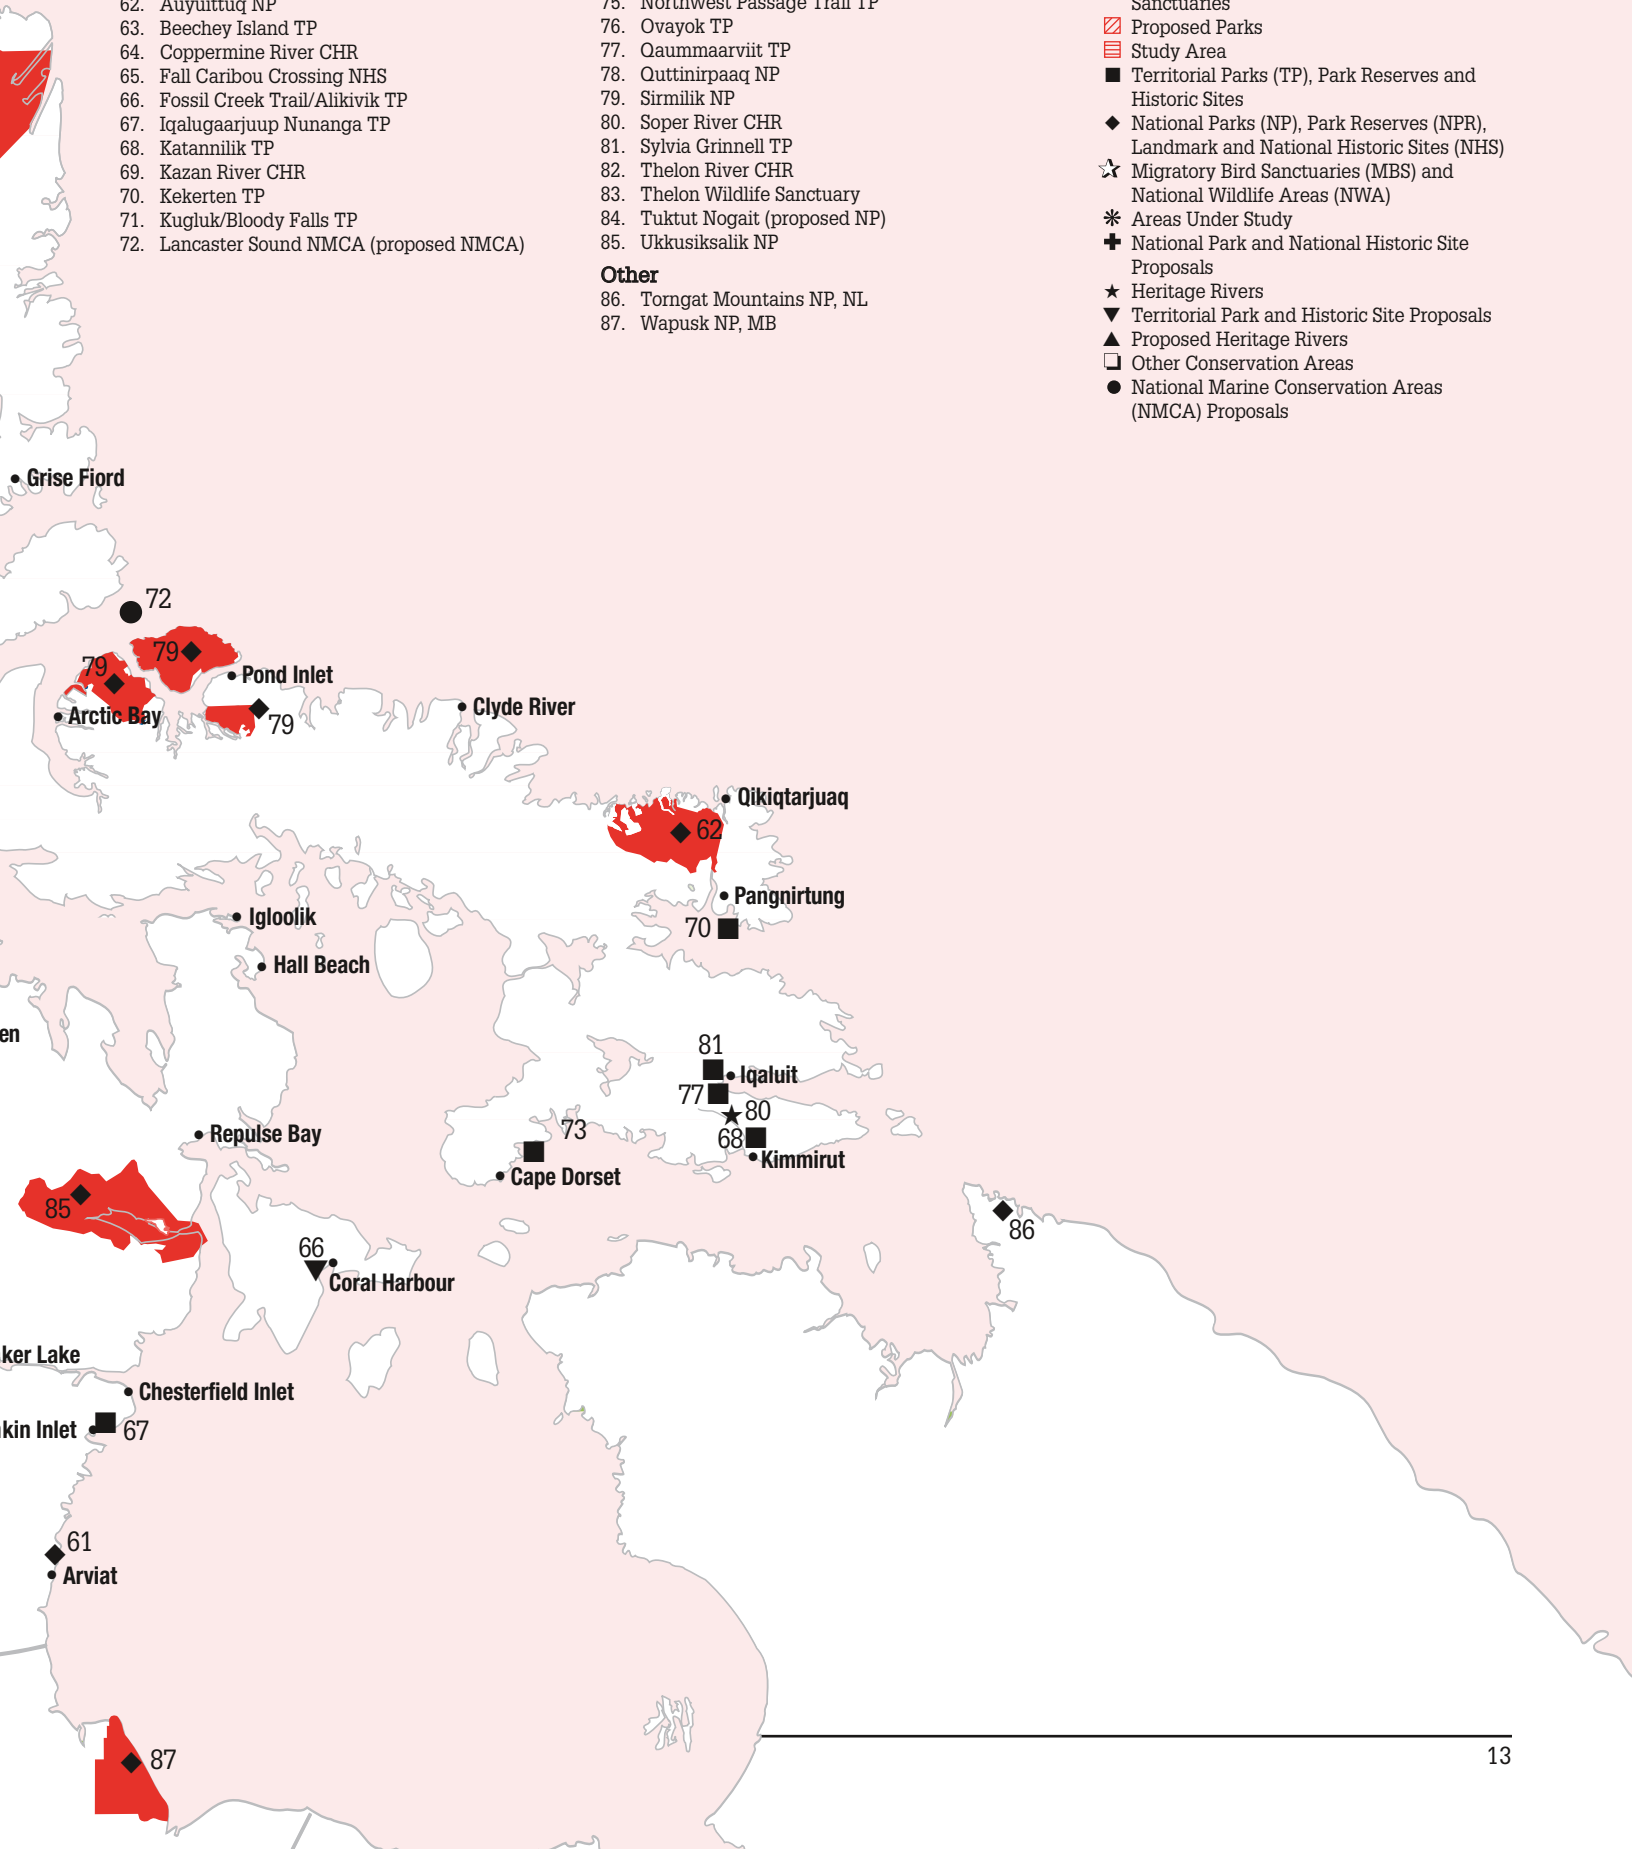 62. Auyuittuq NP
63. Beechey Island TP
64. Coppermine River CHR
65. Fall Caribou Crossing NHS
66. Fossil Creek Trail/Alikivik TP
67. Iqalugaarjuup Nunanga TP
68. Katannilik TP
69. Kazan River CHR
70. Kekerten TP
71. Kugluk/Bloody Falls TP
72. Lancaster Sound NMCA (proposed NMCA)
75. Northwest Passage Trail TP
76. Ovayok TP
77. Qaummaarviit TP
78. Quttinirpaaq NP
79. Sirmilik NP
80. Soper River CHR
81. Sylvia Grinnell TP
82. Thelon River CHR
83. Thelon Wildlife Sanctuary
84. Tuktut Nogait (proposed NP)
85. Ukkusiksalik NP
Other
86. Torngat Mountains NP, NL
87. Wapusk NP, MB
Sanctuaries
Proposed Parks
Study Area
Territorial Parks (TP), Park Reserves and
Historic Sites
National Parks (NP), Park Reserves (NPR),
Landmark and National Historic Sites (NHS)
Migratory Bird Sanctuaries (MBS) and
National Wildlife Areas (NWA)
Areas Under Study
National Park and National Historic Site
Proposals
Heritage Rivers
Territorial Park and Historic Site Proposals
Proposed Heritage Rivers
Other Conservation Areas
National Marine Conservation Areas
(NMCA) Proposals
Grise Fiord
72
79
79
Pond Inlet
Arctic Bay
79
Clyde River
Qikiqtarjuaq
62
Pangnirtung
70
Igloolik
Hall Beach
en
81
Iqaluit
77
80
68
Kimmirut
73
Cape Dorset
Repulse Bay
85
86
66
Coral Harbour
ker Lake
Chesterfield Inlet
kin Inlet
67
61
Arviat
87
13